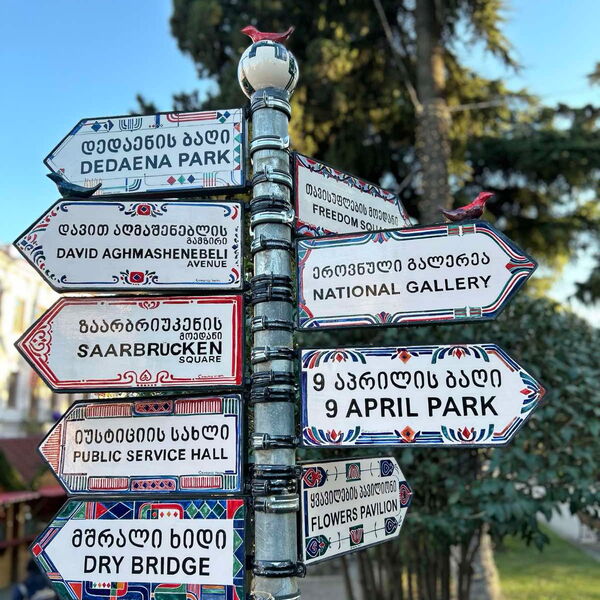 დედაენის ბაღი
DEDAENA PARK
დავით აღმაშენებლის
გამზირი
DAVID AGHMASHENEBELI
AVENUE
ზაარბრიუკენის
მოედანი
SAARBRUCKEN
SQUARE
იუსტიციის სახლი
PUBLIC SERVICE HALL
მშრალი ხიდი
DRY BRIDGE
თავისუფლების მოედანი
FREEDOM SQUARE
ეროვნული გალერეა
NATIONAL GALLERY
9 აპრილის ბაღი
9 APRIL PARK
ყვავილების პავილიონი
FLOWERS PAVILION